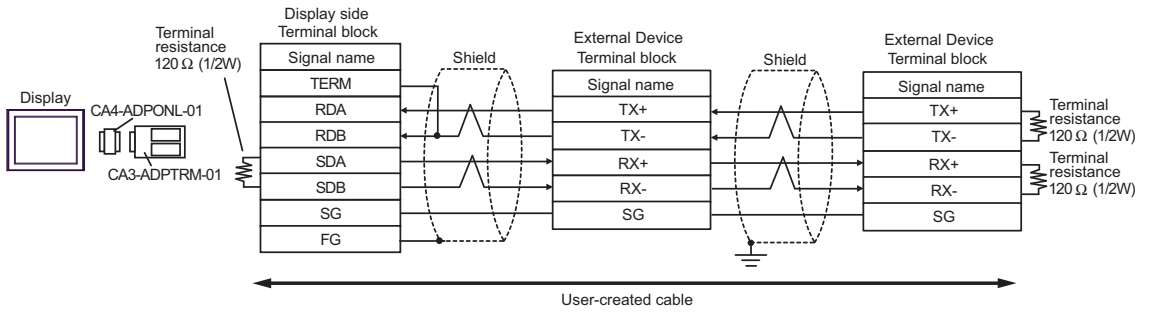 Display
CA4-ADPONL-01
CA3-ADPTRM-01
Terminal
resistance
120 Ω (1/2W)
Display side
Terminal block
Signal name
TERM
RDA
RDB
SDA
SDB
SG
FG
Shield
External Device
Terminal block
Signal name
TX+
TX-
RX+
RX-
SG
Shield
External Device
Terminal block
Signal name
TX+
TX-
RX+
RX-
SG
Terminal
resistance
120 Ω (1/2W)
Terminal
resistance
120 Ω (1/2W)
User-created cable